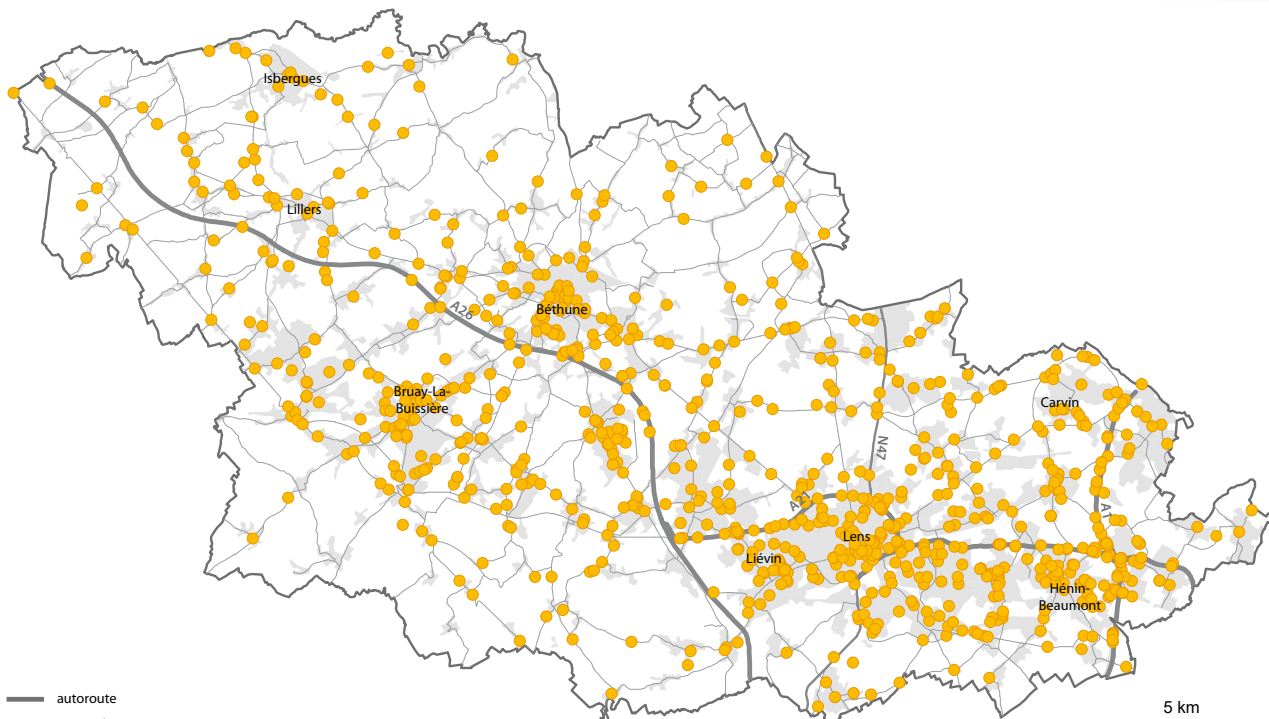 Isbergues
Lillers
A26
Béthune
Bruay-La-
Buissière
Carvin
N47
A21
A1
Lens
Liévin
Hénin-
Beaumont
autoroute
5 km